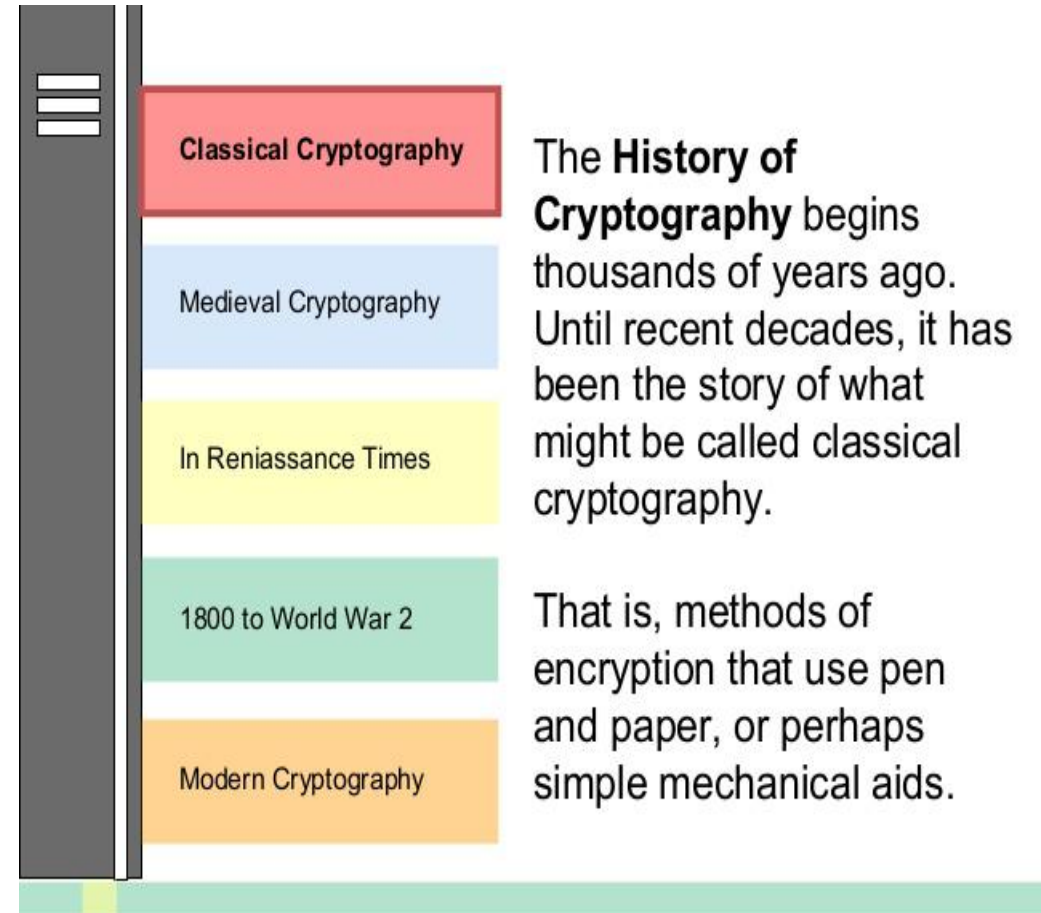 Classical Cryptography
Medieval Cryptography
In Reniassance Times
1800 to World War 2
Modern Cryptography
The History of
Cryptography begins
thousands of years ago.
Until recent decades, it has
been the story of what
might be called classical
cryptography.
That is, methods of
encryption that use pen
and paper, or perhaps
simple mechanical aids.